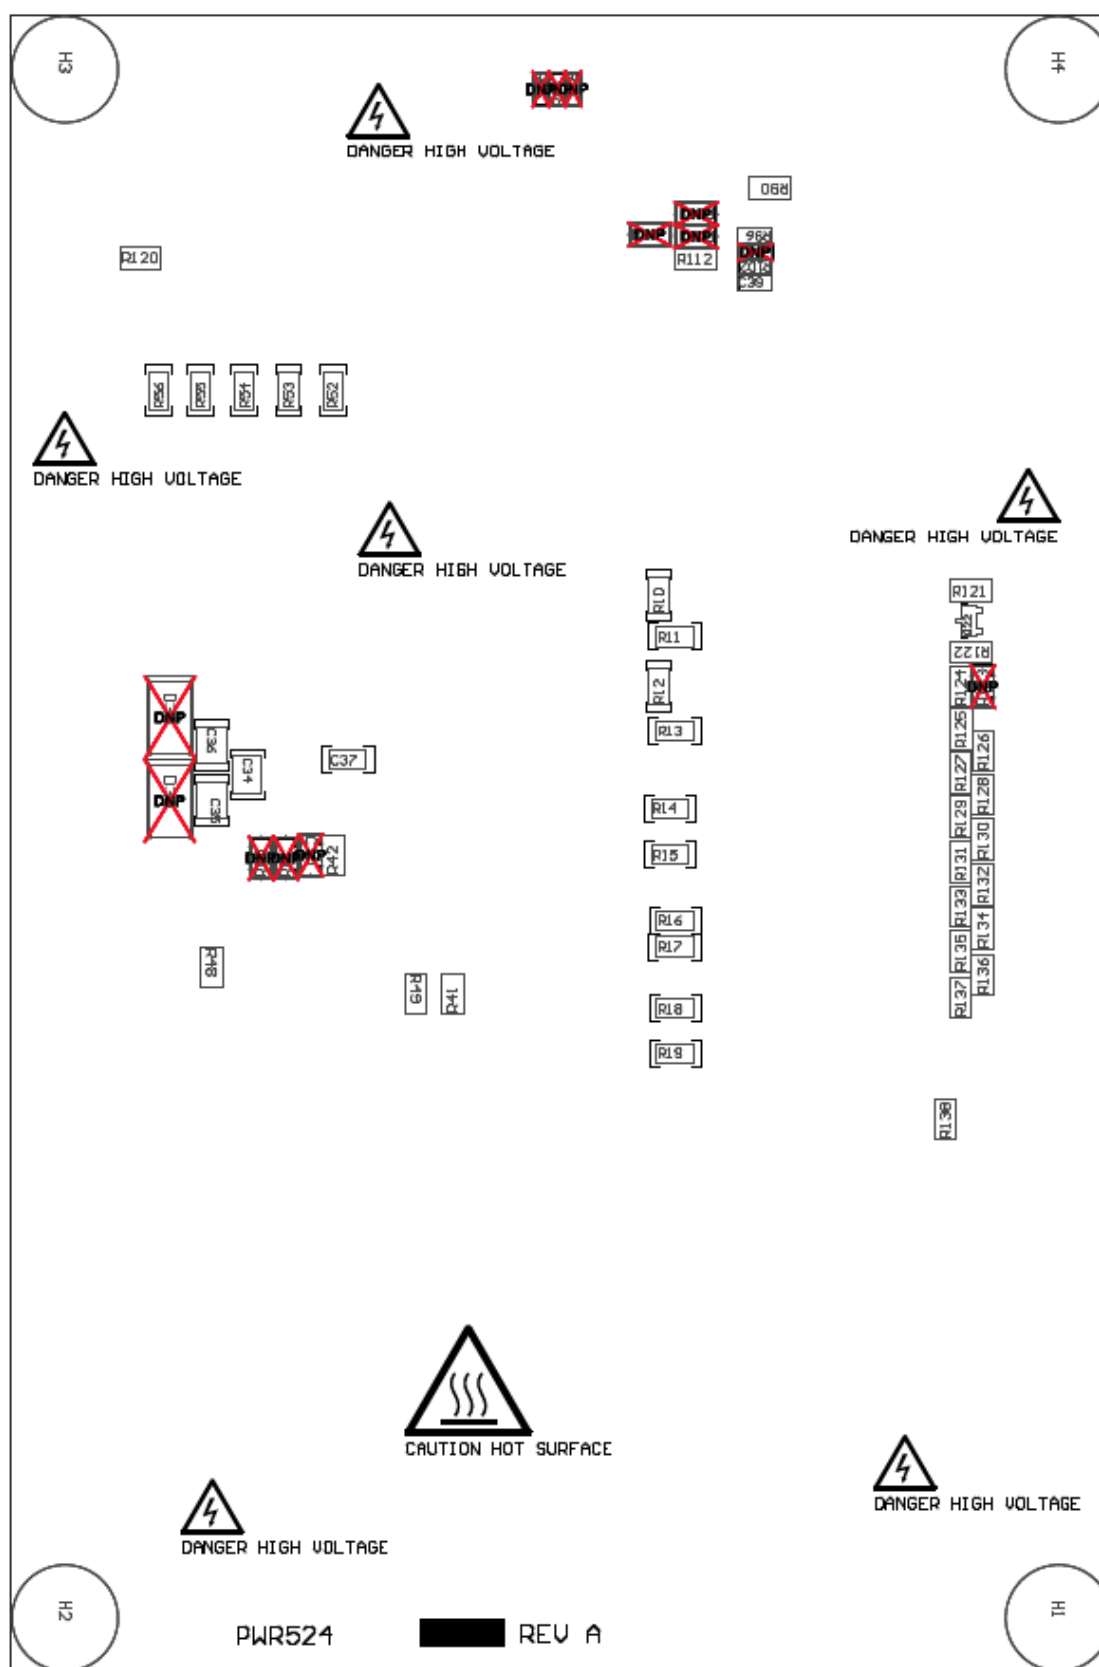 H3
H4
DNP DNP
DANGER HIGH VOLTAGE
R90
DNP
DNP DNP
R96
DNP
R120
R112
C39
R56 R55 R54 R53 R52
DANGER HIGH VOLTAGE
DANGER HIGH VOLTAGE
DANGER HIGH VOLTAGE
R10
R121
R11
R122
R12
R124 DNP
DNP
R13
R125
C36
R126
C37
C34
R127
R128
DNP
C35
R14
R129
R130
DNP DNP DNP R42
R15
R131
R132
R16
R133
R134
R17
R135
R48
R136
R49 R41
R137
R18
R19
R138
CAUTION HOT SURFACE
DANGER HIGH VOLTAGE
DANGER HIGH VOLTAGE
H2
H1
PWR524 REV A